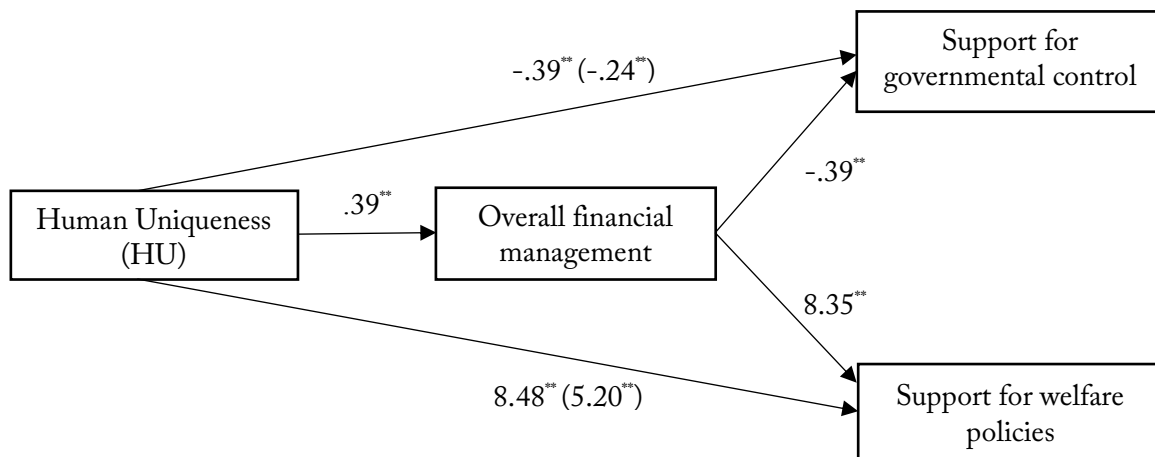 Support for
governmental control
-.39** (-.24**)
-.39**
Human Uniqueness
(HU)
.39**
Overall financial
management
8.35**
8.48** (5.20**)
Support for welfare
policies